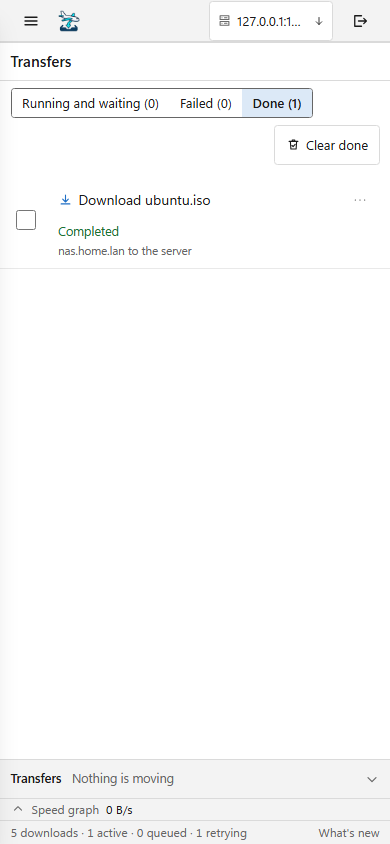 127.0.0.1:1...
Transfers
Running and waiting (0) Failed (0) Done (1)
Clear done
Download ubuntu.iso
Completed
nas.home.lan to the server
Transfers Nothing is moving
Speed graph 0 B/s
5 downloads · 1 active · 0 queued · 1 retrying What's new